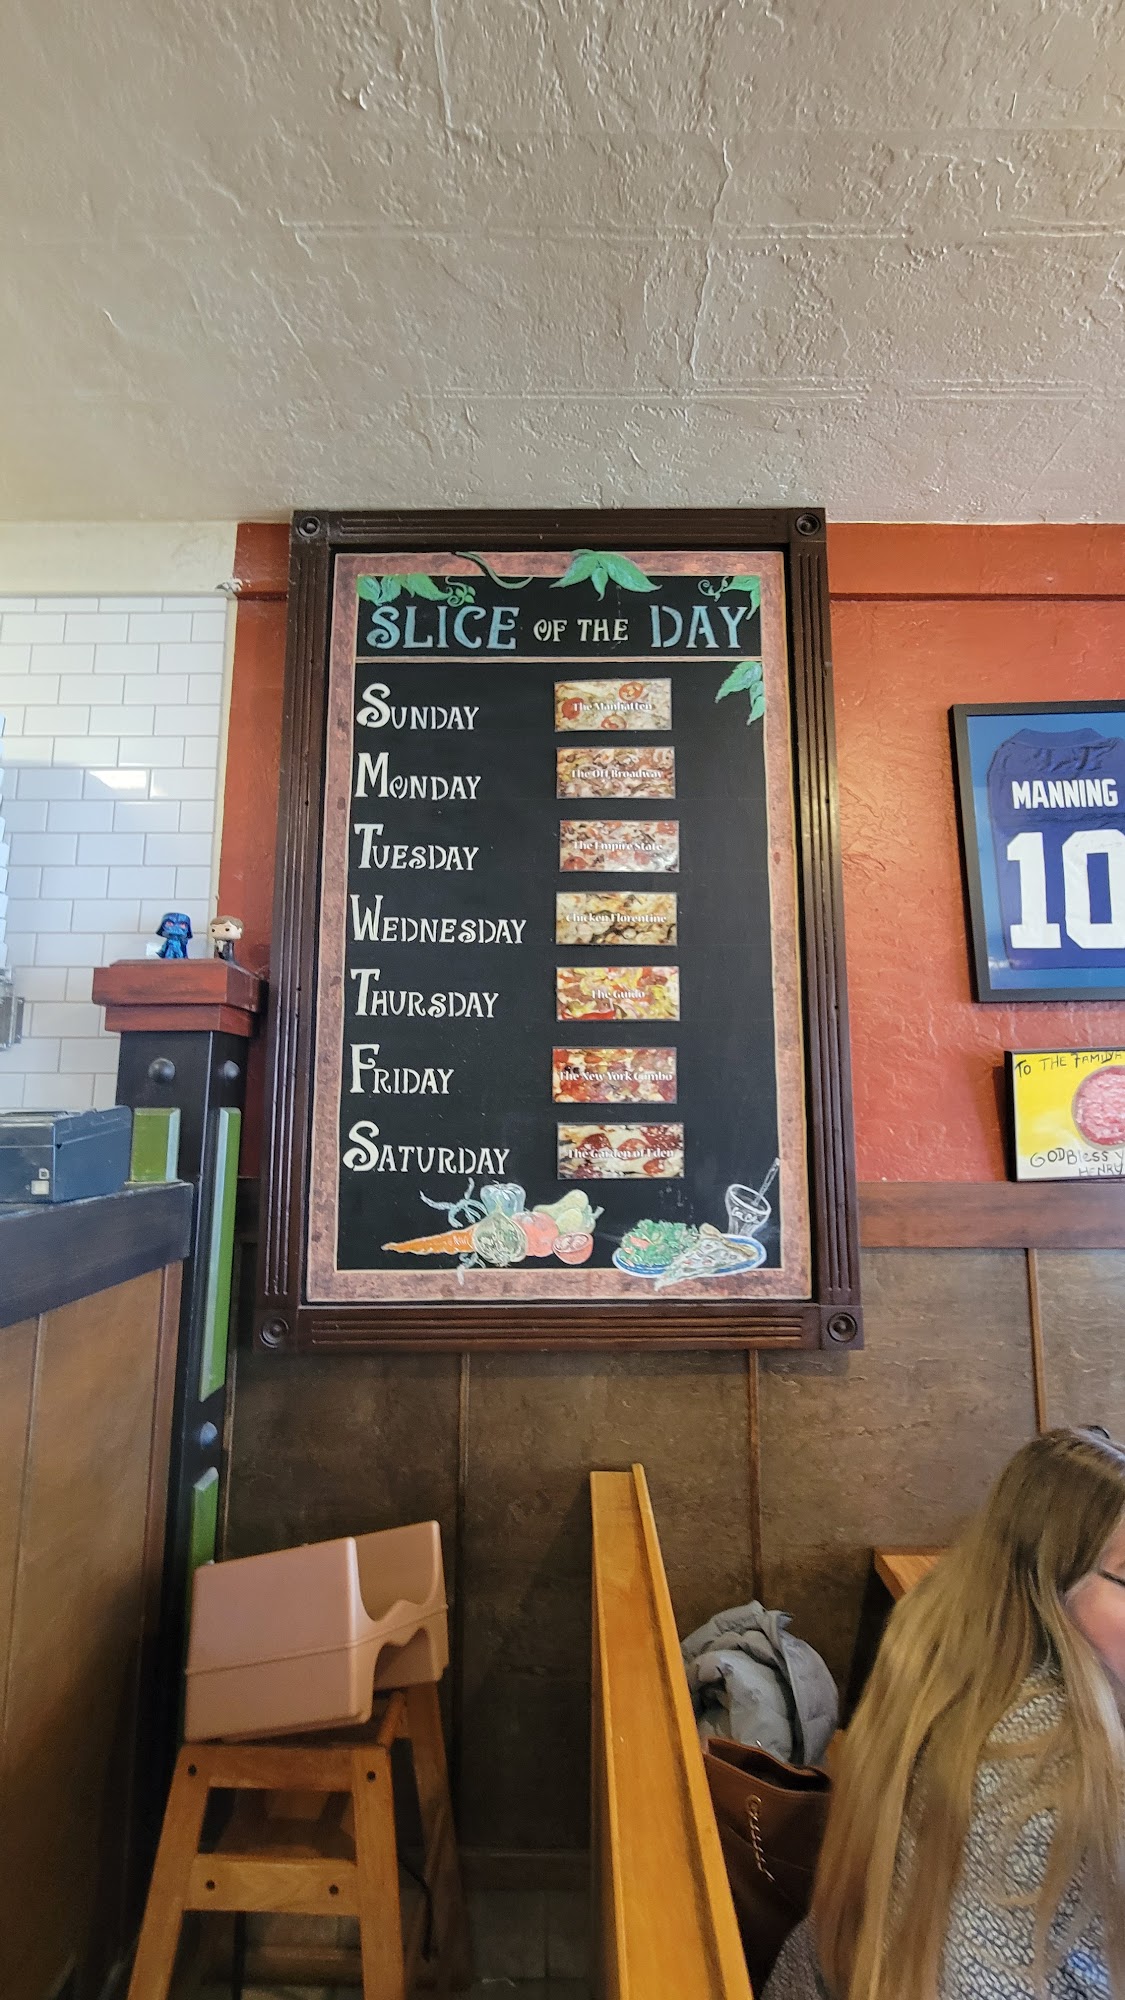 SLICE OF THE DAY
SUNDAY The Manhatten
MONDAY The Off Broadway
TUESDAY The Empire State
WEDNESDAY Chicken Florentine
THURSDAY The Guido
FRIDAY The New York Combo
SATURDAY The Garden of Eden
MANNING
10
TO THE FAMILY
GOD BLESS
HENRY